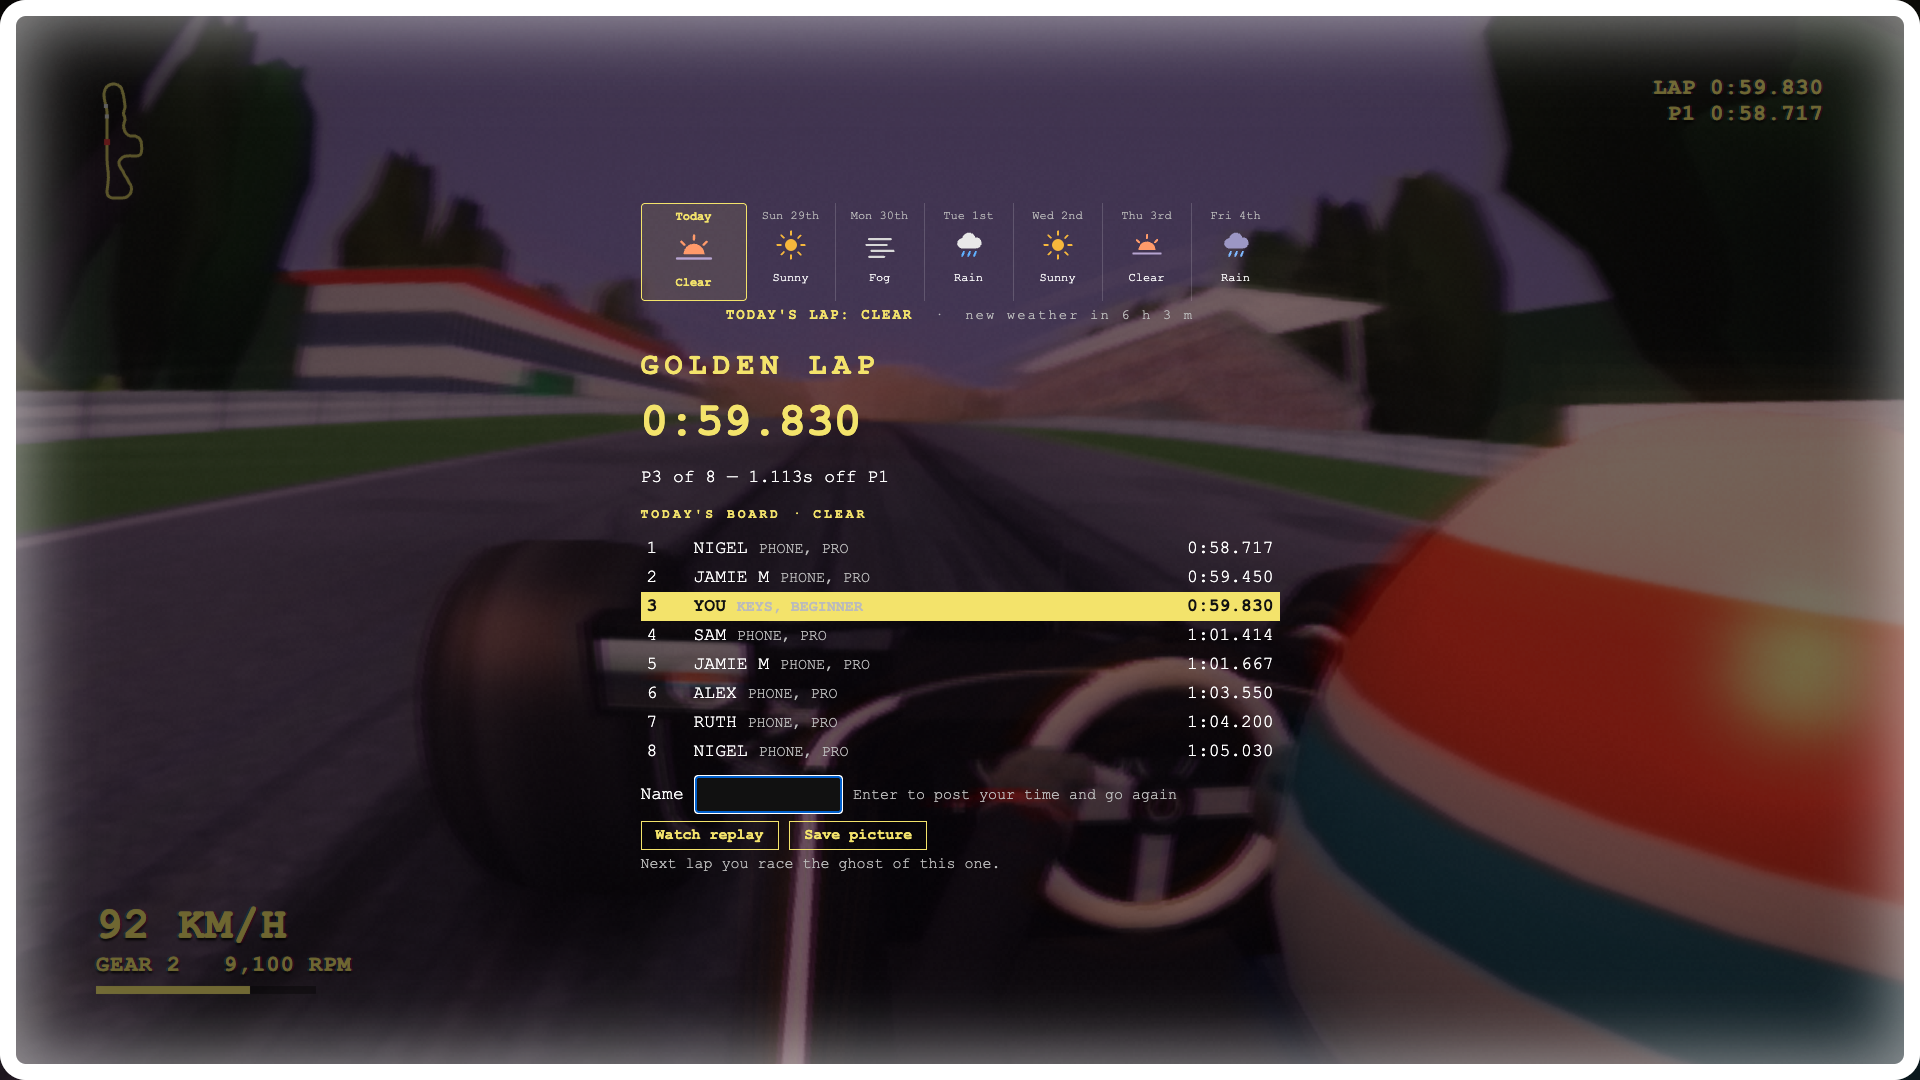 LAP 0:59.830
P1 0:58.717
Today Sun 29th Mon 30th Tue 1st Wed 2nd Thu 3rd Fri 4th
Clear Sunny Fog Rain Sunny Clear Rain
TODAY'S LAP: CLEAR · new weather in 6 h 3 m
GOLDEN LAP
0:59.830
P3 of 8 — 1.113s off P1
TODAY'S BOARD · CLEAR
1 NIGEL PHONE, PRO 0:58.717
2 JAMIE M PHONE, PRO 0:59.450
3 YOU KEYS, BEGINNER 0:59.830
4 SAM PHONE, PRO 1:01.414
5 JAMIE M PHONE, PRO 1:01.667
6 ALEX PHONE, PRO 1:03.550
7 RUTH PHONE, PRO 1:04.200
8 NIGEL PHONE, PRO 1:05.030
Name Enter to post your time and go again
Watch replay Save picture
Next lap you race the ghost of this one.
92 KM/H
GEAR 2 9,100 RPM